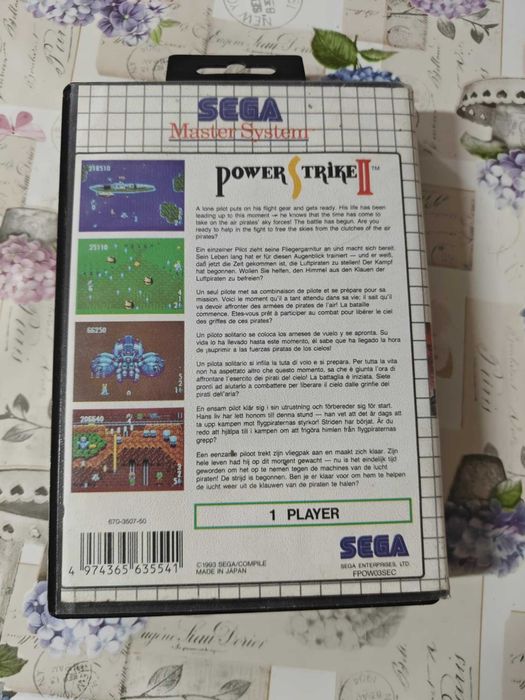 SEGA
Master System™
POWER STRIKE II™
218510
25110
66250
206640
A lone pilot puts on his flight gear and gets ready. His life has been
leading up to this moment — he knows that the time has come to
take on the air pirates' sky forces! The battle has begun. Are you
ready to help in the fight to free the skies from the clutches of the air
pirates?
Ein einzelner Pilot zieht seine Fliegergarnitur an und macht sich bereit.
Sein Leben lang hat er für diesen Augenblick trainiert — und er weiß,
daß jetzt die Zeit gekommen ist, die Luftpiraten zu stellen! Der Kampf
hat begonnen. Wollen Sie helfen, den Himmel aus den Klauen der
Luftpiraten zu befreien?
Un seul pilote met sa combinaison de pilote et se prépare pour sa
mission. Voici le moment qu'il a tant attendu dans sa vie; il sait qu'il
va devoir affronter des armées de pirates de l'air! La bataille
commence. Etes-vous prêt à participer au combat pour libérer le ciel
des griffes de ces pirates?
Un piloto solitario se coloca los arneses de vuelo y se apronta. Su
vida lo ha llevado hasta este momento, él sabe que ha llegado la hora
de ¡suprimir a las fuerzas piratas de los cielos!
Un pilota solitario si infila la tuta di volo e si prepara. Per tutta la vita
non ha aspettato altro che questo momento, sa che è giunta l'ora di
affrontare l'esercito dei pirati del cielo! La battaglia è iniziata. Siete
pronti ad aiutarlo a combattere per liberare il cielo dalle grinfie dei
pirati dell'aria?
En ensam pilot klär sig i sin utrustning och förbereder sig för start.
Hans liv har lett honom till denna stund — han vet att det är dags att
ta upp kampen mot flygpiraternas styrkor! Striden har börjat. Är du
redo att hjälpa till i kampen om att frigöra himlen från flygpiraternas
grepp?
Een eenzame piloot trekt zijn vliegpak aan en maakt zich klaar. Zijn
hele leven had hij op dit moment gewacht — nu is het eindelijk tijd
geworden om het op te nemen tegen de machines van de lucht
piraten! De strijd is begonnen. Ben je er klaar voor om hem te helpen
de lucht weer uit de klauwen van de piraten te halen?
670-3507-50
1 PLAYER
4 974365 635541
©1993 SEGA/COMPILE
MADE IN JAPAN
SEGA
SEGA ENTERPRISES, LTD.
FPOW03SEC